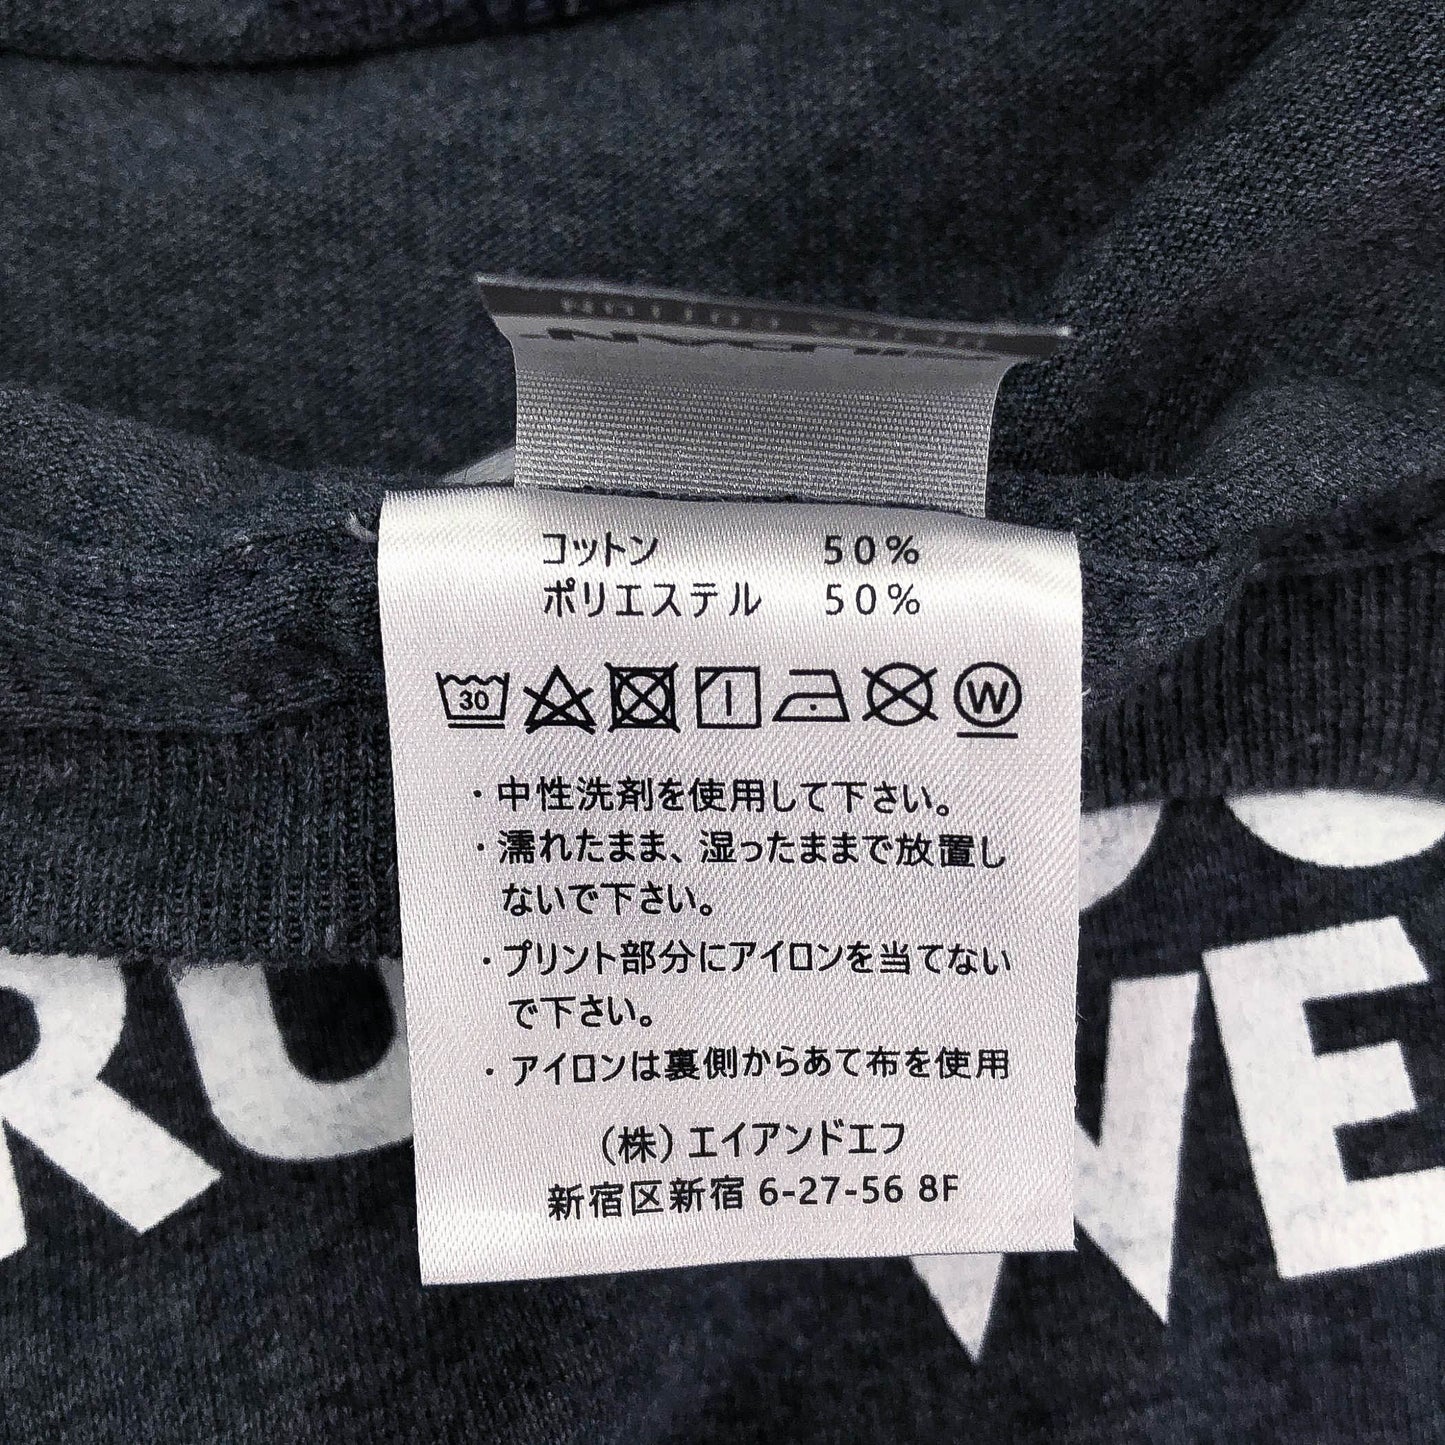 コットン 50%
ポリエステル 50%
30
W
・中性洗剤を使用して下さい。
・濡れたまま、湿ったままで放置し
ないで下さい。
・プリント部分にアイロンを当てない
で下さい。
・アイロンは裏側からあて布を使用
(株)エイアンドエフ
新宿区新宿 6-27-56 8F
RU
WE